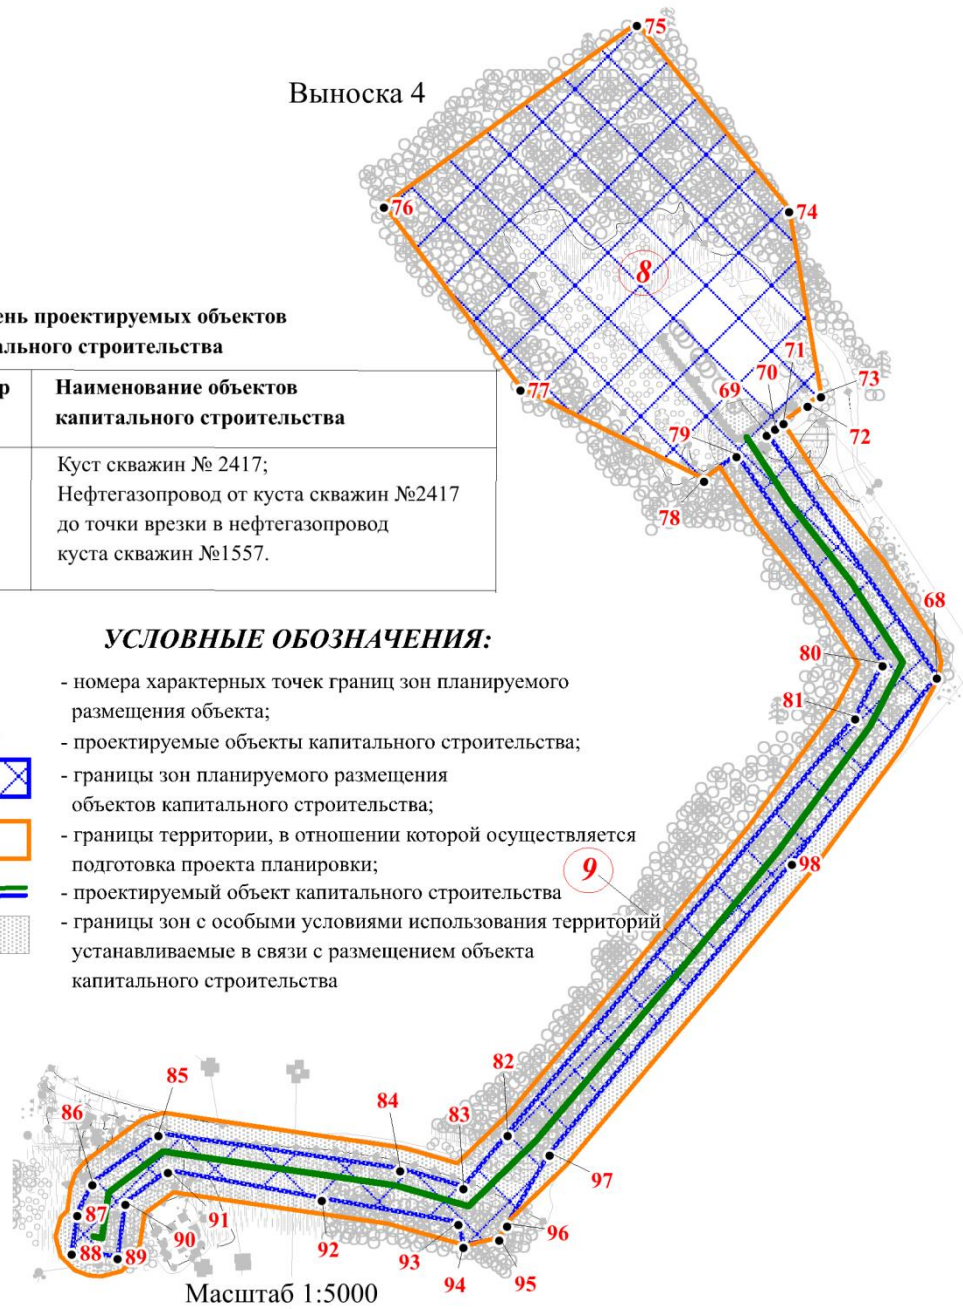 Выноска 4
75
76
74
8
77
71
70
73
69
72
79
78
ень проектируемых объектов
ального строительства
р
Наименование объектов
капитального строительства
Куст скважин № 2417;
Нефтегазопровод от куста скважин №2417
до точки врезки в нефтегазопровод
куста скважин №1557.
УСЛОВНЫЕ ОБОЗНАЧЕНИЯ:
- номера характерных точек границ зон планируемого
размещения объекта;
- проектируемые объекты капитального строительства;
- границы зон планируемого размещения
объектов капитального строительства;
- границы территории, в отношении которой осуществляется
подготовка проекта планировки;
- проектируемый объект капитального строительства
- границы зон с особыми условиями использования территорий
устанавливаемые в связи с размещением объекта
капитального строительства
68
80
81
98
9
82
85
84
83
86
97
87
91
90
92
96
93
88
89
94
95
Масштаб 1:5000